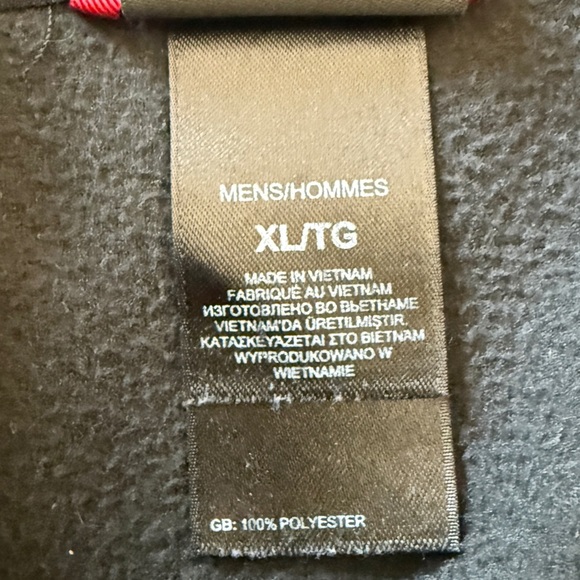 MENS/HOMMES
XL/TG
MADE IN VIETNAM
FABRIQUÉ AU VIETNAM
ИЗГОТОВЛЕНО ВО ВЬЕТНАМЕ
VIETNAM'DA ÜRETILMIŞTIR.
ΚΑΤΑΣΚΕΥΑΖΕΤΑΙ ΣΤΟ ΒΙΕΤΝΑΜ
WYPRODUKOWANO W
WIETNAMIE
GB: 100% POLYESTER